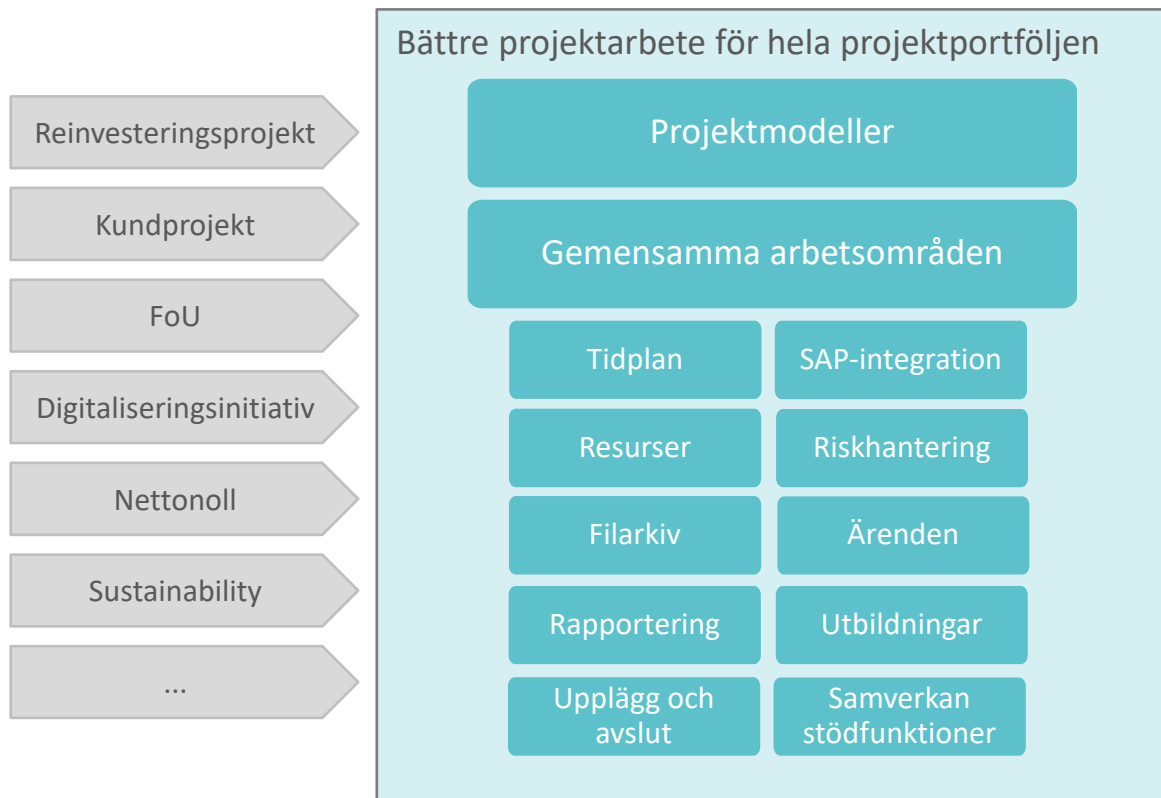 Bättre projektarbete för hela projektportföljen
Reinvesteringsprojekt
Kundprojekt
FoU
Digitaliseringsinitiativ
Nettonoll
Sustainability
...
Projektmodeller
Gemensamma arbetsområden
Tidplan
SAP-integration
Resurser
Riskhantering
Filarkiv
Ärenden
Rapportering
Utbildningar
Upplägg och
avslut
Samverkan
stödfunktioner